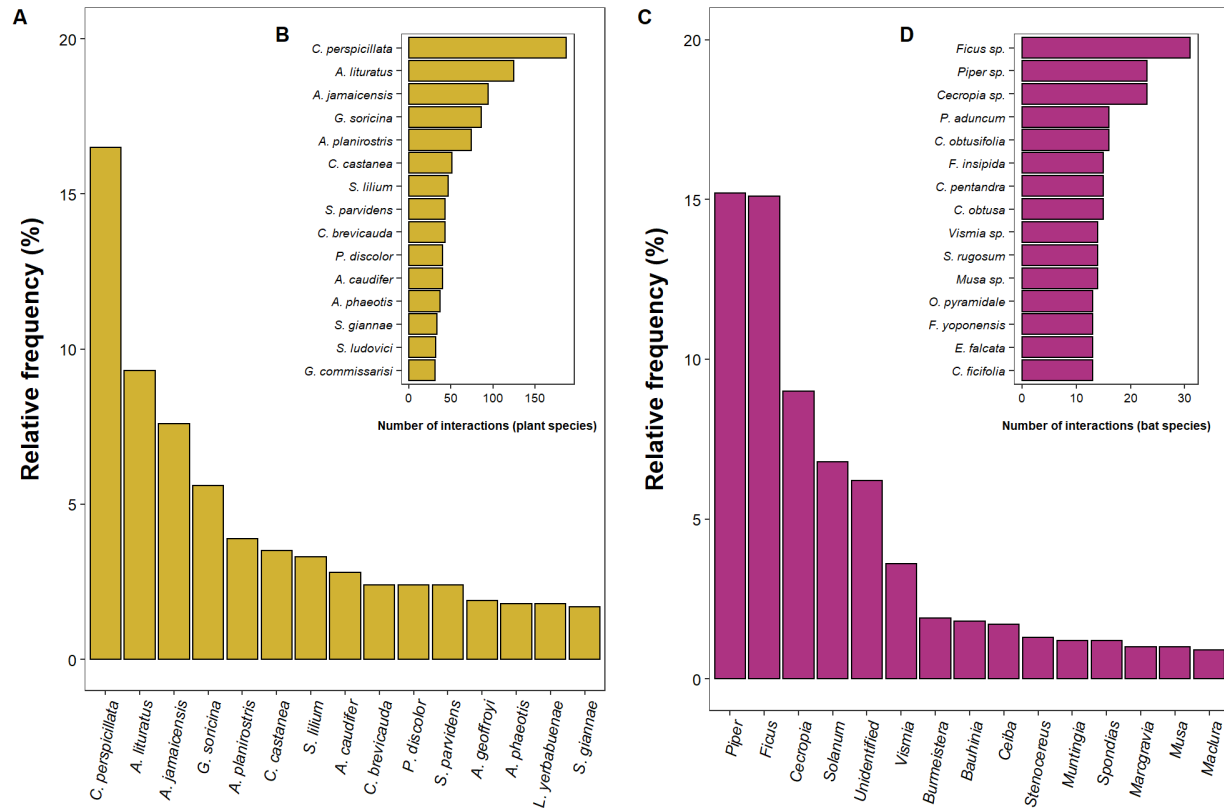 A
Relative frequency (%)
20
15
10
5
0
C. perspicillata
A. lituratus
A. jamaicensis
G. soricina
A. planirostris
C. castanea
S. lilium
A. caudifer
C. brevicauda
P. discolor
S. parvidens
A. geoffroyi
A. phaeotis
L. yerbabuenae
S. giannae
B
C. perspicillata
A. lituratus
A. jamaicensis
G. soricina
A. planirostris
C. castanea
S. lilium
S. parvidens
C. brevicauda
P. discolor
A. caudifer
A. phaeotis
S. giannae
S. ludovici
G. commissarisi
0 50 100 150
Number of interactions (plant species)
C
Relative frequency (%)
20
15
10
5
0
Piper
Ficus
Cecropia
Solanum
Unidentified
Vismia
Burmeistera
Bauhinia
Ceiba
Stenocereus
Muntingia
Spondias
Marogravia
Musa
Maclura
D
Ficus sp.
Piper sp.
Cecropia sp.
P. aduncum
C. obtusifolia
F. insipida
C. pentandra
C. obtusa
Vismia sp.
S. rugosum
Musa sp.
O. pyramidale
F. yoponensis
E. falcata
C. ficifolia
0 10 20 30
Number of interactions (bat species)